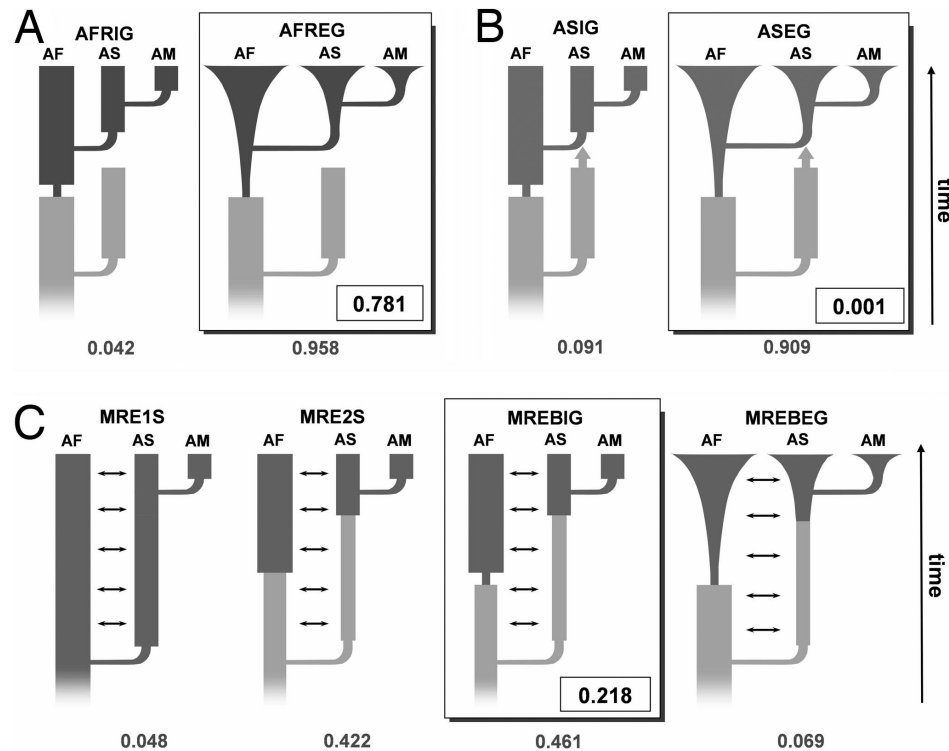 A
AFRIG
AF AS AM
AFREG
AF AS AM
0.781
0.042
0.958
B
ASIG
AF AS AM
ASEG
AF AS AM
0.001
0.091
0.909
time
C
MRE1S
AF AS AM
MRE2S
AF AS AM
MREBIG
AF AS AM
MREBEG
AF AS AM
0.218
time
0.048
0.422
0.461
0.069